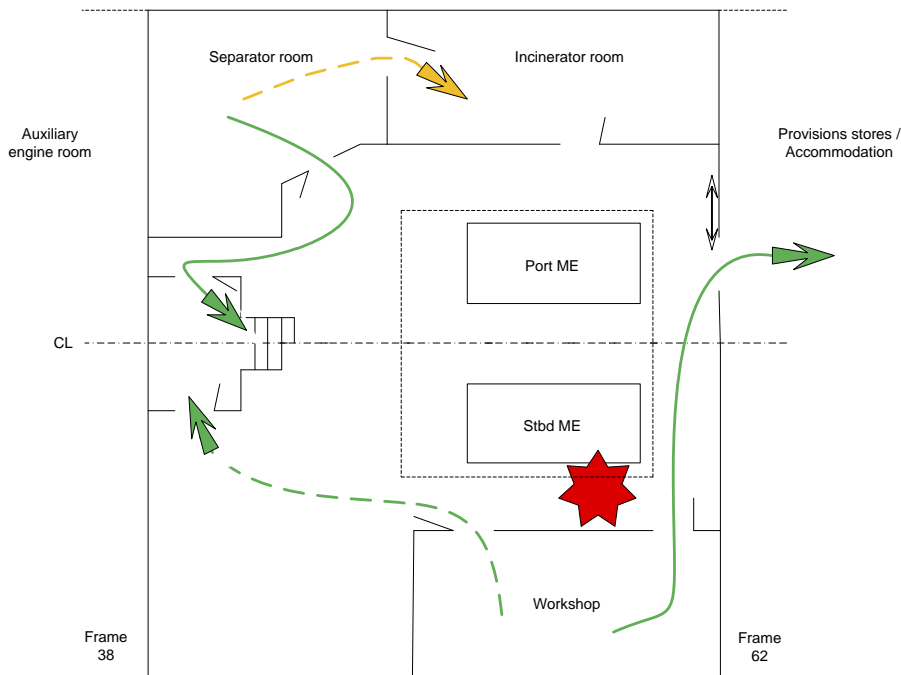 Separator room
Incinerator room
Auxiliary
engine room
Provisions stores /
Accommodation
Port ME
CL
Stbd ME
Workshop
Frame
38
Frame
62